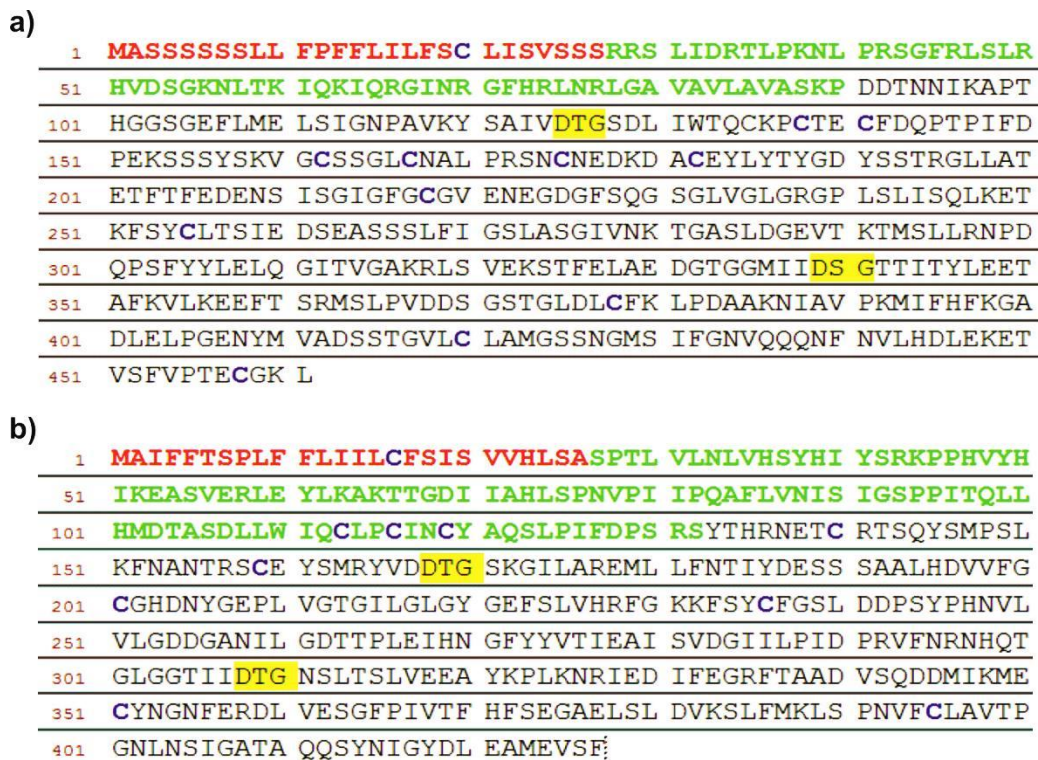 a)
1 MASSSSSSLL FPFFLILFSC LISVSSSRRS LIDRTLPKNL PRSGFRLSLR
51 HVDSGKNLTK IQKIQRGINR GFHRLNRLGA VAVLAVASKP DDTNNIKAPT
101 HGGSGEFLME LSIGNPAVKY SAIVDTGSDL IWTQCKPCTE CFDQPTPIFD
151 PEKSSSYSKV GCSSGLCNAL PRSNCNEDKD ACEYLYTYGD YSSTRGLLAT
201 ETFTFEDENS ISGIGFGCGV ENEGDGFSQG SGLVGLGRGP LSLISQLKET
251 KFSYCLTSIE DSEASSSLFI GSLASGIVNK TGASLDGEVT KTMSLLRNPD
301 QPSFYYLELQ GITVGAKRLS VEKSTFELAE DGTGGMIIDS GTTITYLEET
351 AFKVLKEEFT SRMSLPVDDS GSTGLDLCFK LPDAAKNIAV PKMIFHFKGA
401 DLELPGENYM VADSSTGVLC LAMGSSNGMS IFGNVQQQNF NVLHDLEKET
451 VSFVPTECGK L
b)
1 MAIFFTSPLF FLIILCFSIS VVHLSASPTL VLNLVHSYHI YSRKPPHVYH
51 IKEASVERLE YLKAKTTGDI IAHLSPNVPI IPQAFLVNIS IGSPPITQLL
101 HMDTASDLLW IQCLPCINCY AQSLPIFDPS RSYTHRNETC RTSQYSMPSL
151 KFNANTRSCE YSMRYVDDTG SKGILAREML LFNTIYDESS SAALHDVVFG
201 CGHDNYGEPL VGTGILGLGY GEFSLVHRFG KKFSYCFGSL DDPSYPHNVL
251 VLGDDGANIL GDTTPLEIHN GFYYVTIEAI SVDGIILPID PRVFNRNHQT
301 GLGGTIIDTG NSLTSLVEEA YKPLKNRIED IFEGRFTAAD VSQDDMIKME
351 CYNGNFERDL VESGFPIVTF HFSEGAELSL DVKSLFMKLS PNVFCLAVTP
401 GNLNSIGATA QQSYNIGYDL EAMEVSF